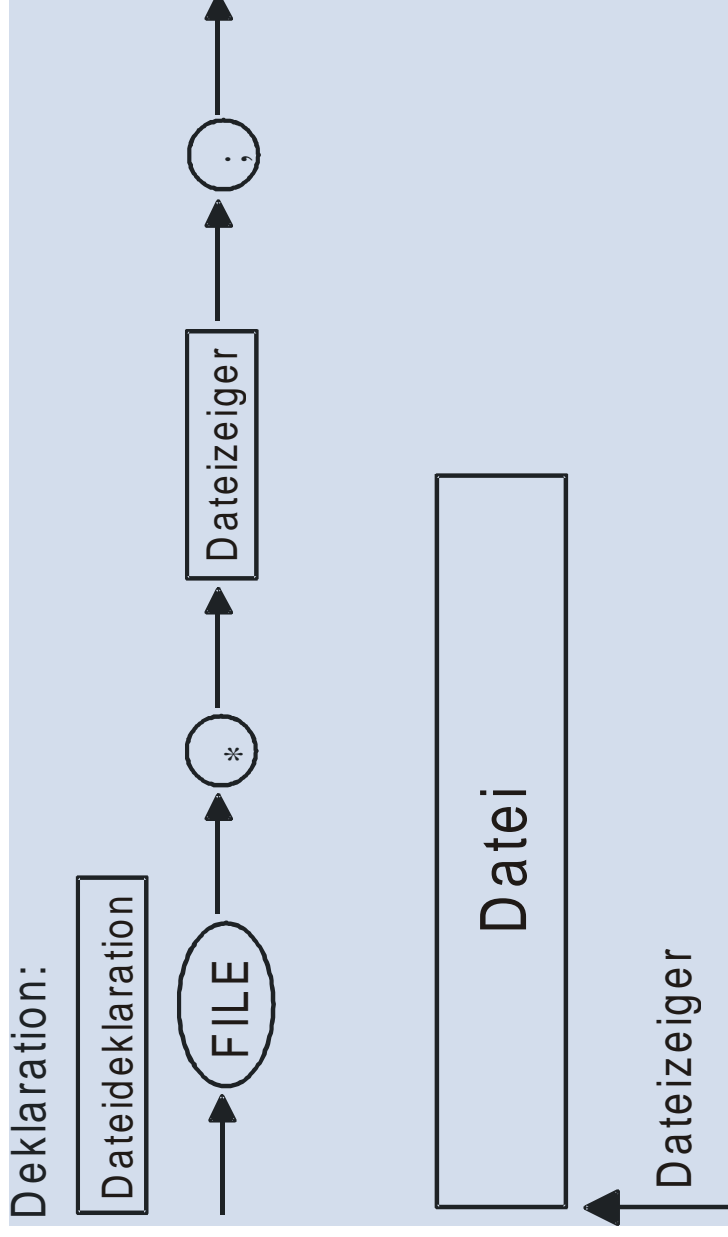 Deklaration:
Dateideklaration
FILE * Dateizeiger ;
Datei
Dateizeiger